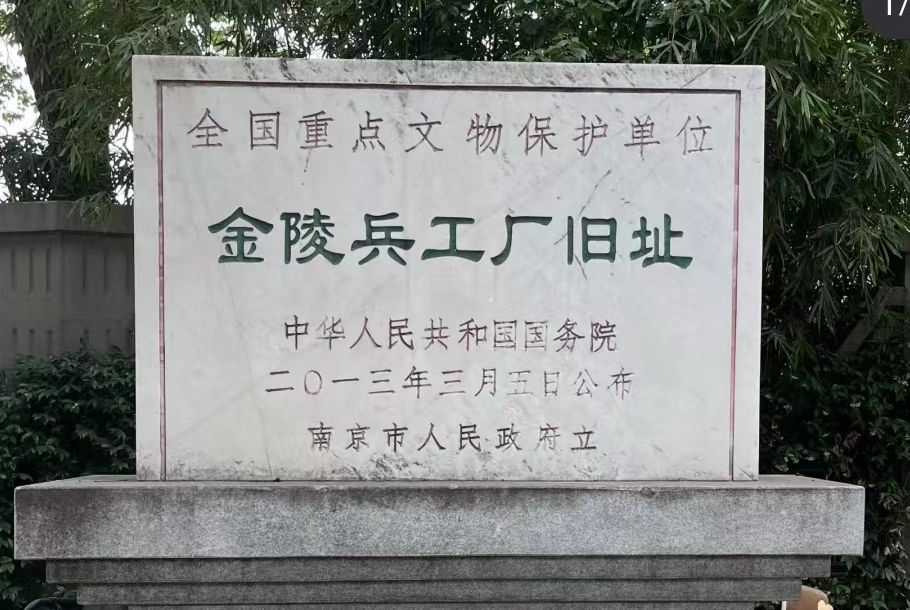 全国重点文物保护单位
金陵兵工厂旧址
中华人民共和国国务院
二〇一三年三月五日公布
南京市人民政府立
1/